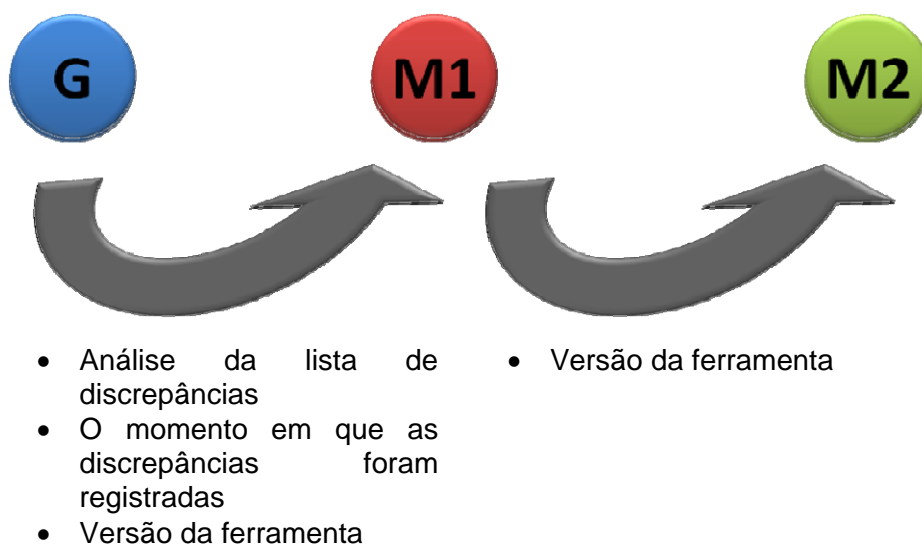 G
M1
M2
• Análise da lista de
discrepâncias
• O momento em que as
discrepâncias foram
registradas
• Versão da ferramenta
• Versão da ferramenta